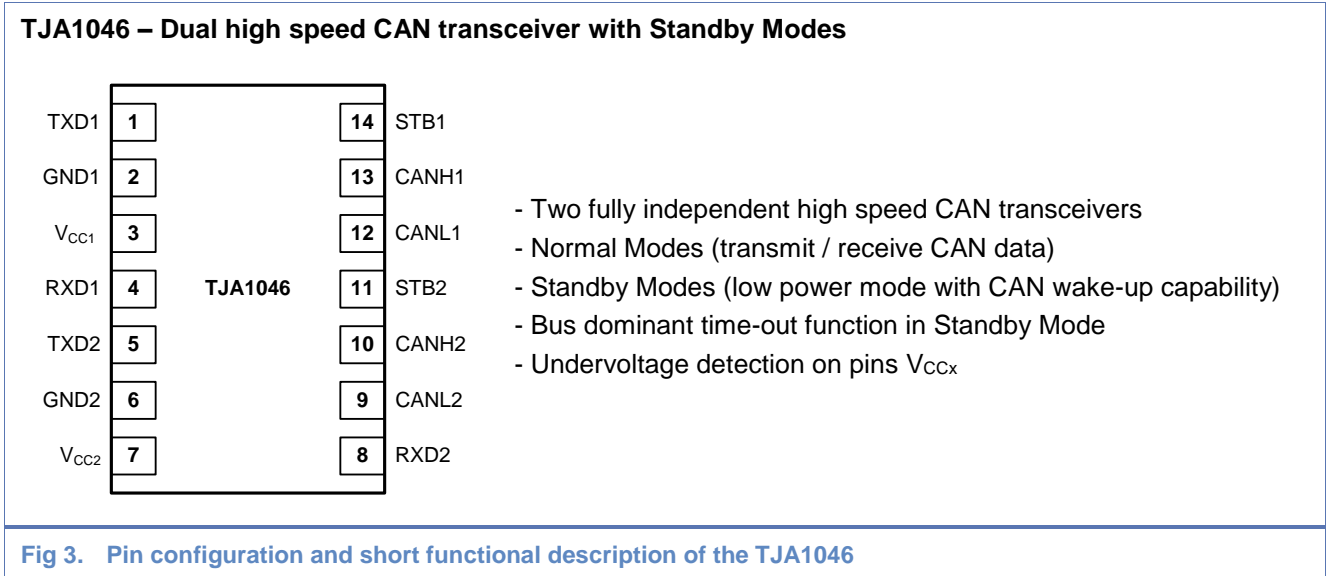 TJA1046 – Dual high speed CAN transceiver with Standby Modes
TXD1 1 14 STB1
GND1 2 13 CANH1
VCC1 3 12 CANL1
RXD1 4 TJA1046 11 STB2
TXD2 5 10 CANH2
GND2 6 9 CANL2
VCC2 7 8 RXD2
- Two fully independent high speed CAN transceivers
- Normal Modes (transmit / receive CAN data)
- Standby Modes (low power mode with CAN wake-up capability)
- Bus dominant time-out function in Standby Mode
- Undervoltage detection on pins VCCx
Fig 3. Pin configuration and short functional description of the TJA1046